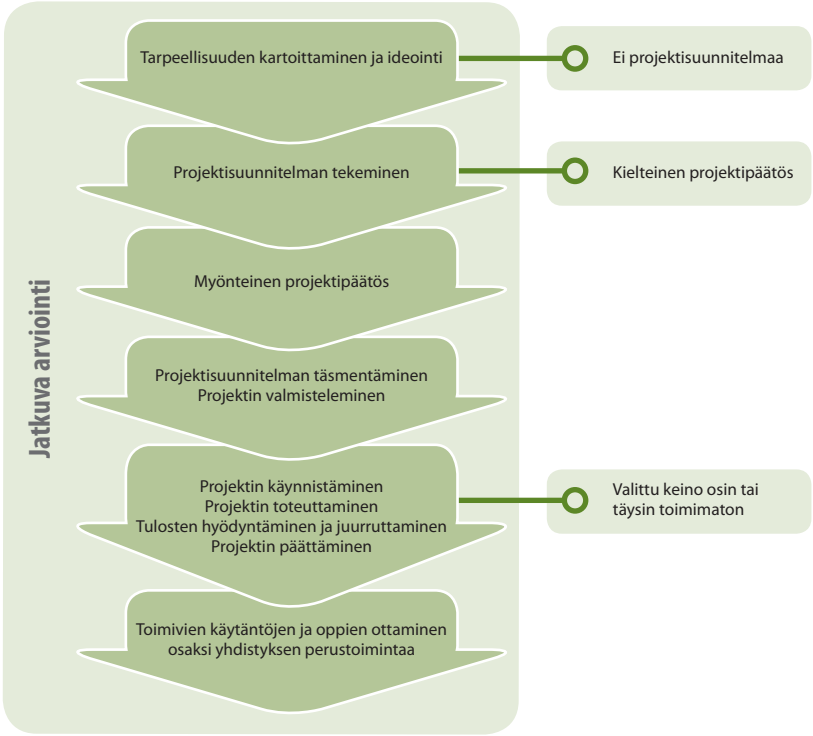 Jatkuva arviointi
Tarpeellisuuden kartoittaminen ja ideointi
Ei projektisuunnitelmaa
Projektisuunnitelman tekeminen
Kielteinen projektipäätös
Myönteinen projektipäätös
Projektisuunnitelman täsmentäminen
Projektin valmisteleminen
Projektin käynnistäminen
Projektin toteuttaminen
Tulosten hyödyntäminen ja juurruttaminen
Projektin päättäminen
Valittu keino osin tai
täysin toimimaton
Toimivien käytäntöjen ja oppien ottaminen
osaksi yhdistyksen perustoimintaa